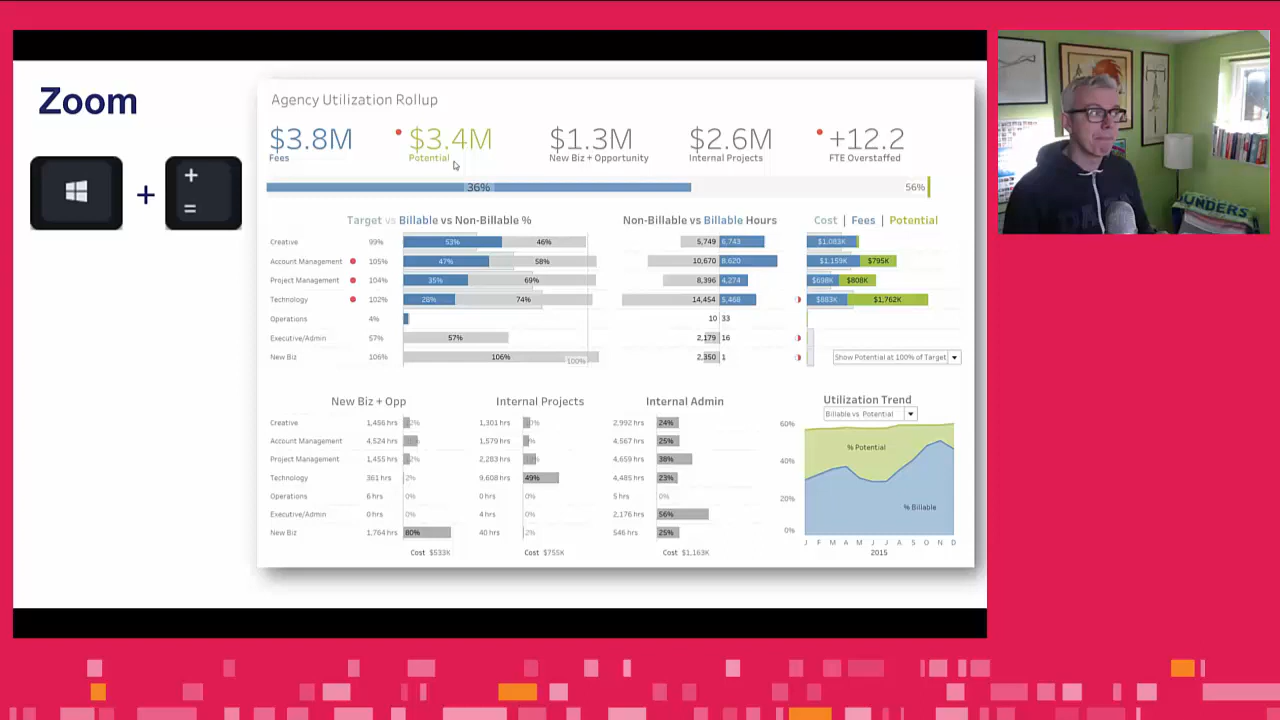 Zoom
+
+
=
Agency Utilization Rollup
$3.8M $3.4M $1.3M $2.6M +12.2
Fees Potential New Biz + Opportunity Internal Projects FTE Overstaffed
36% 56%
Target vs Billable vs Non-Billable % Non-Billable vs Billable Hours Cost | Fees | Potential
Creative 99% 53% 46% 5,749 6,743 $1,083K
Account Management 105% 47% 58% 10,670 8,620 $1,159K $795K
Project Management 104% 35% 69% 8,396 4,274 $698K $808K
Technology 102% 28% 74% 14,454 5,468 $883K $1,762K
Operations 4% 10 33
Executive/Admin 57% 57% 2,179 16
New Biz 106% 106% 100% 2,350 1 Show Potential at 100% of Target
New Biz + Opp Internal Projects Internal Admin Utilization Trend
Billable vs Potential
Creative 1,486 hrs 1,301 hrs 2,992 hrs 24% 60%
Account Management 4,524 hrs 1,579 hrs 4,567 hrs 25% % Potential
Project Management 1,455 hrs 2,283 hrs 4,659 hrs 38% 40%
Technology 361 hrs 2% 9,608 hrs 49% 4,485 hrs 23%
Operations 6 hrs 0% 0 hrs 0% 5 hrs 0% 20%
Executive/Admin 0 hrs 0% 4 hrs 0% 2,176 hrs 56% % Billable
New Biz 1,764 hrs 80% 40 hrs 2% 546 hrs 25% 0%
J F M A M J J A S O N D
Cost $533K Cost $755K Cost $1,163K 2015
OUNDERS